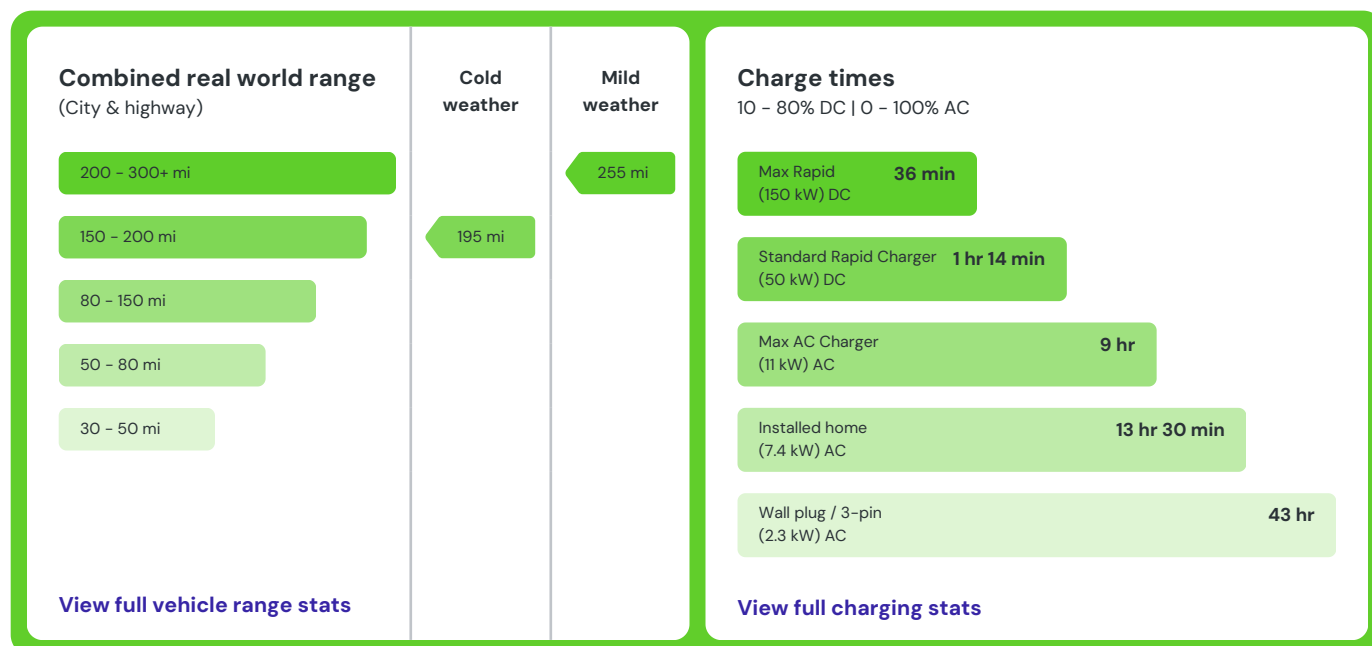 Combined real world range
(City & highway)
Cold
weather
Mild
weather
200 - 300+ mi
255 mi
150 - 200 mi
195 mi
80 - 150 mi
50 - 80 mi
30 - 50 mi
View full vehicle range stats
Charge times
10 - 80% DC | 0 - 100% AC
Max Rapid
(150 kW) DC
36 min
Standard Rapid Charger
(50 kW) DC
1 hr 14 min
Max AC Charger
(11 kW) AC
9 hr
Installed home
(7.4 kW) AC
13 hr 30 min
Wall plug / 3-pin
(2.3 kW) AC
43 hr
View full charging stats